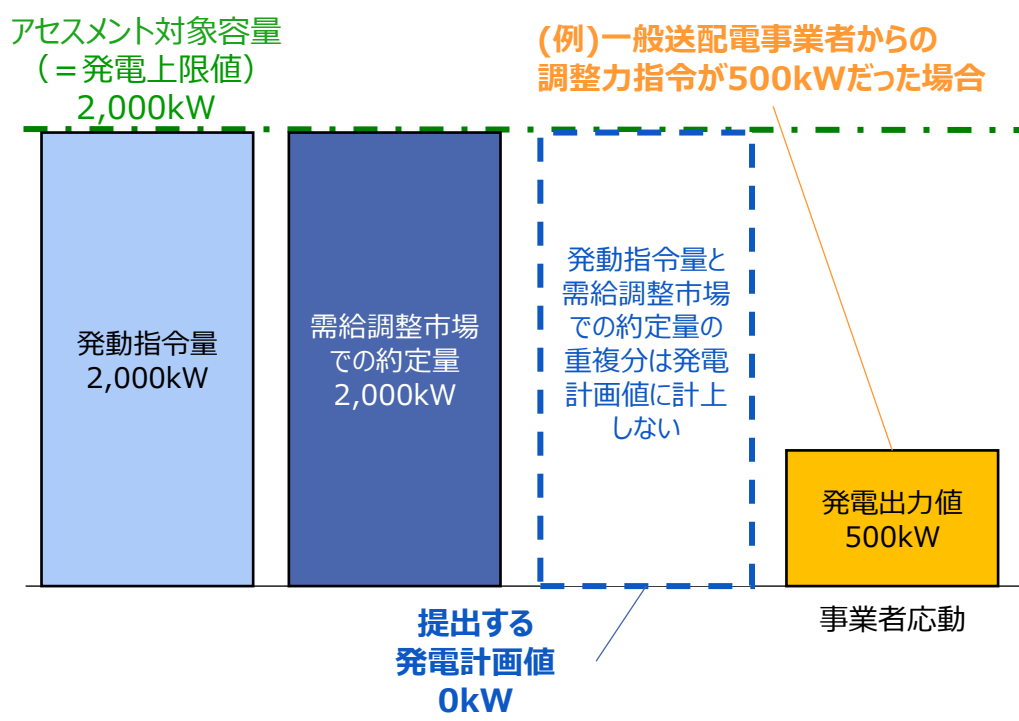 アセスメント対象容量
（＝発電上限値）
2,000kW
(例)一般送配電事業者からの
調整力指令が500kWだった場合
発動指令量
2,000kW
需給調整市場
での約定量
2,000kW
発動指令量と
需給調整市場
での約定量の
重複分は発電
計画値に計上
しない
発電出力値
500kW
事業者応動
提出する
発電計画値
0kW